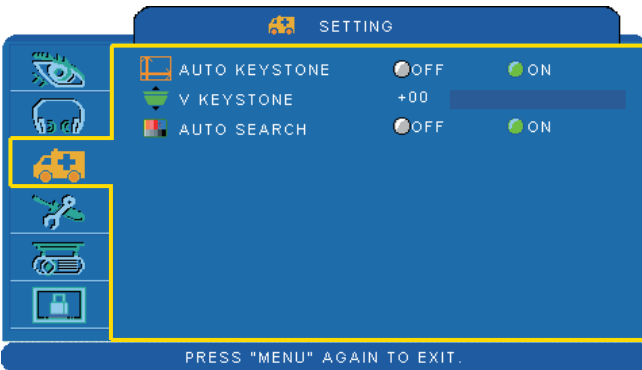 SETTING
AUTO KEYSTONE OFF ON
V KEYSTONE +00
AUTO SEARCH OFF ON
PRESS "MENU" AGAIN TO EXIT.